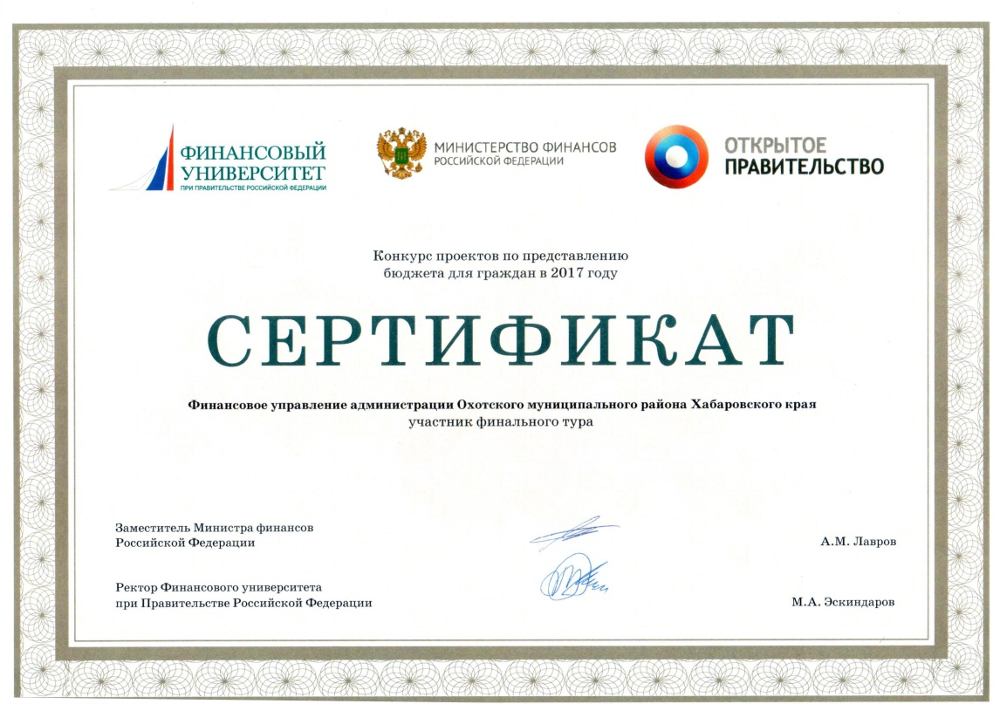 ФИНАНСОВЫЙ
УНИВЕРСИТЕТ
ПРИ ПРАВИТЕЛЬСТВЕ РОССИЙСКОЙ ФЕДЕРАЦИИ
МИНИСТЕРСТВО ФИНАНСОВ
РОССИЙСКОЙ ФЕДЕРАЦИИ
ОТКРЫТОЕ
ПРАВИТЕЛЬСТВО
Конкурс проектов по представлению
бюджета для граждан в 2017 году
СЕРТИФИКАТ
Финансовое управление администрации Охотского муниципального района Хабаровского края
участник финального тура
Заместитель Министра финансов
Российской Федерации
А.М. Лавров
Ректор Финансового университета
при Правительстве Российской Федерации
М.А. Эскиндаров